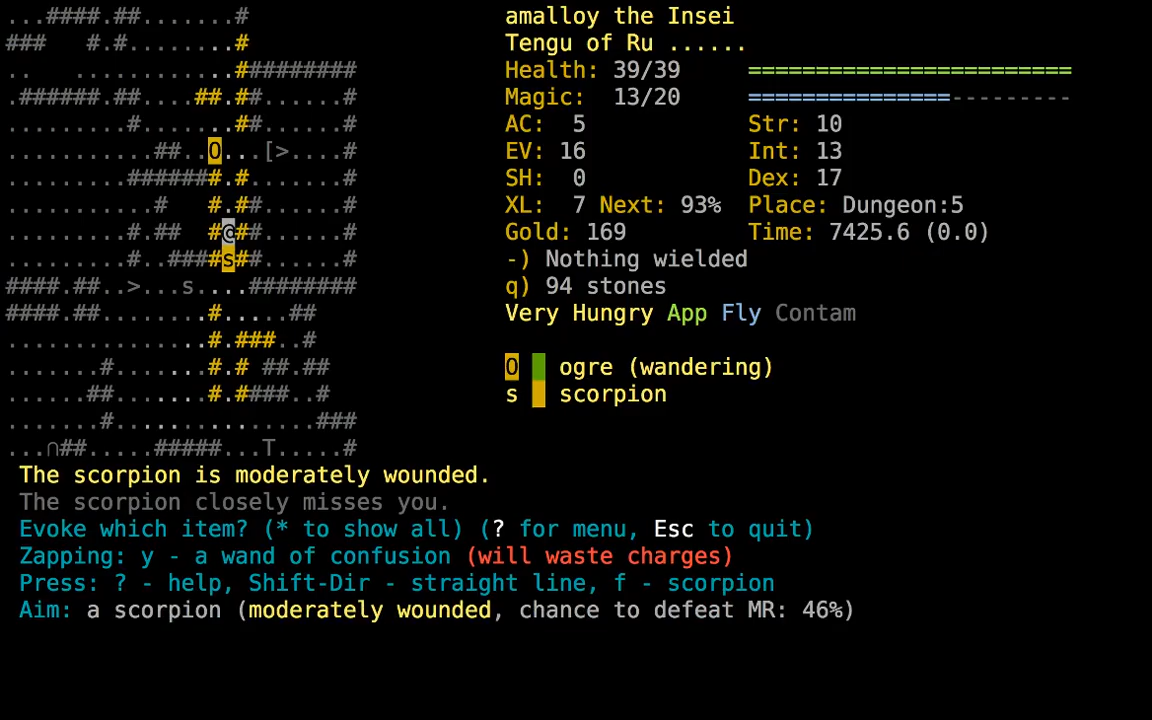 ...####.##.......#
amalloy the Insei
###   #.#........#
Tengu of Ru ......
..    ............#########
Health: 39/39 ========================
.######.##....##.##.......#
Magic:  13/20 ===============---------
.........#.......##.......#
AC:  5 Str: 10
...........##..O...[>....#
EV: 16 Int: 13
.........#######.#.......#
SH:  0 Dex: 17
...........#   #.##......#
XL:  7 Next: 93% Place: Dungeon:5
.........#.##  #@##......#
Gold: 169 Time: 7425.6 (0.0)
.........#..####s##......#
-) Nothing wielded
####.##..>...s....########
q) 94 stones
####.##........#.....##
Very Hungry App Fly Contam
...............#.###..#
.......#.......#.# ##.##
O ogre (wandering)
......##.......#.####..#
s scorpion
.......#...............###
...∩##.....#####...T.....#
The scorpion is moderately wounded.
The scorpion closely misses you.
Evoke which item? (* to show all) (? for menu, Esc to quit)
Zapping: y - a wand of confusion (will waste charges)
Press: ? - help, Shift-Dir - straight line, f - scorpion
Aim: a scorpion (moderately wounded, chance to defeat MR: 46%)